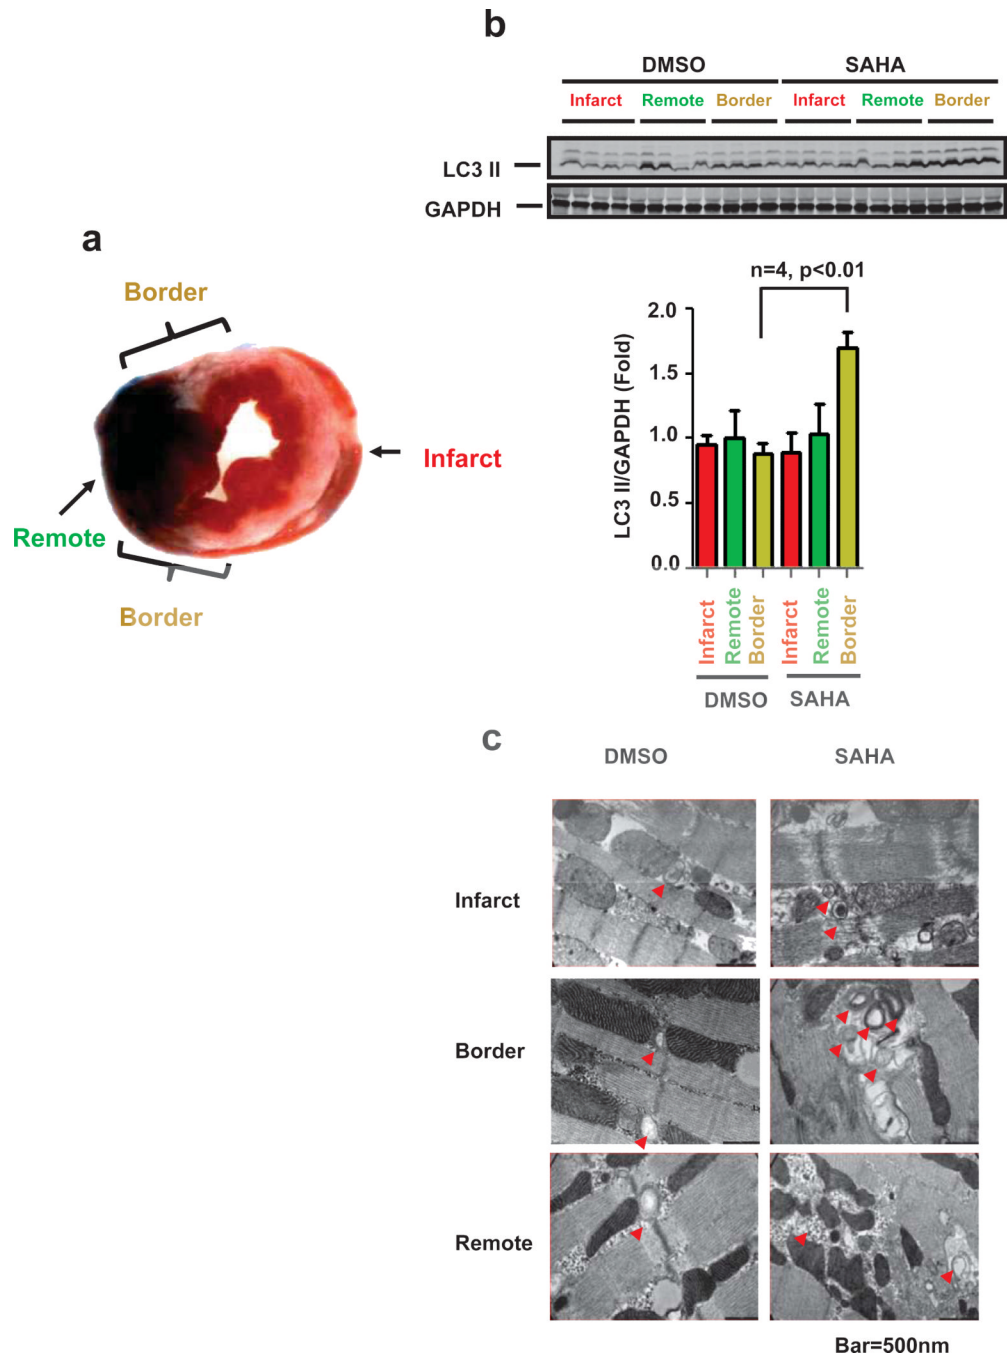 b
DMSO SAHA
Infarct Remote Border Infarct Remote Border
LC3 II
GAPDH
a
Border
Infarct
Remote
Border
n=4, p<0.01
LC3 II/GAPDH (Fold)
2.0
1.5
1.0
0.5
0.0
Infarct Remote Border Infarct Remote Border
DMSO SAHA
c
DMSO SAHA
Infarct
Border
Remote
Bar=500nm